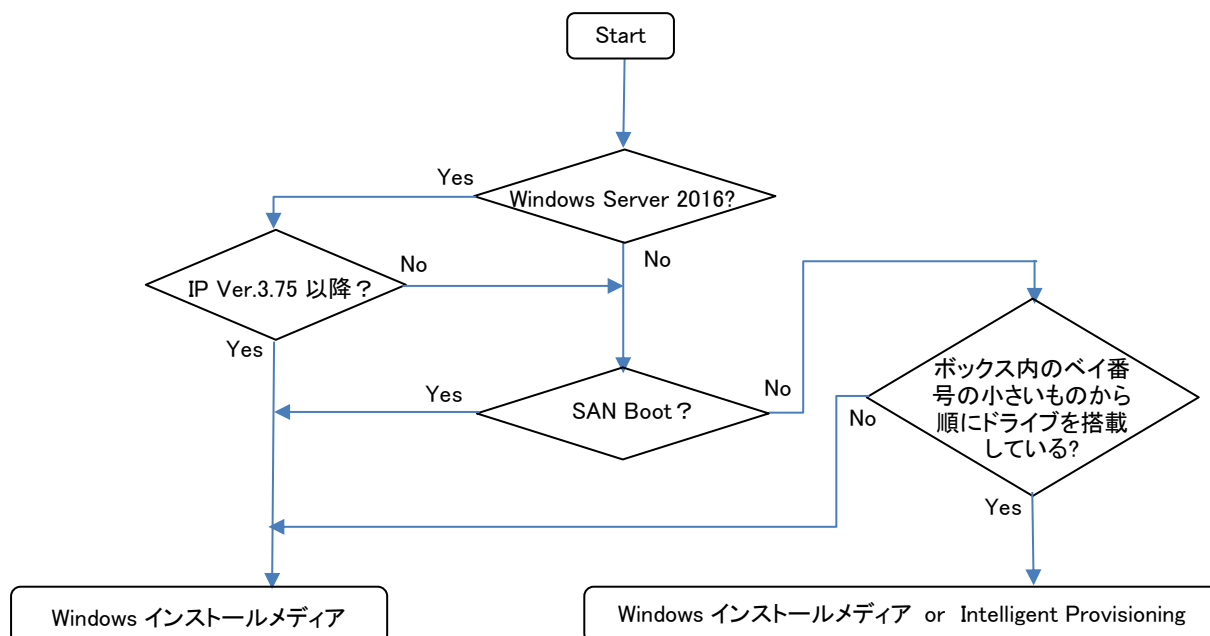 Start
Yes
Windows Server 2016?
No
No
IP Ver.3.75 以降？
Yes
Yes
SAN Boot？
No
ボックス内のベイ番
号の小さいものから
順にドライブを搭載
している?
No
Yes
Windows インストールメディア
Windows インストールメディア or Intelligent Provisioning